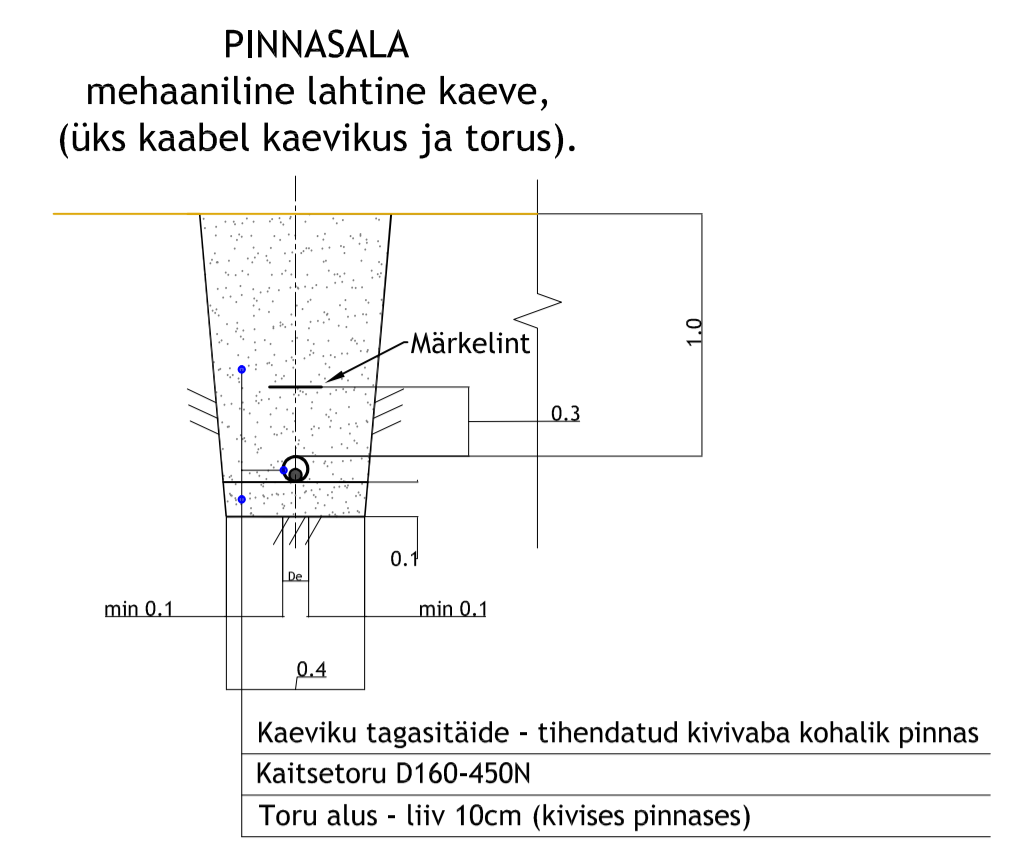 PINNASALA
mehaaniline lahtine kaeve,
(üks kaabel kaevikus ja torus).
1.0
Märkelint
0.3
0.1
De
min 0.1
min 0.1
0.4
Kaeviku tagasitäide - tihendatud kivivaba kohalik pinnas
Kaitsetoru D160-450N
Toru alus - liiv 10cm (kivises pinnases)